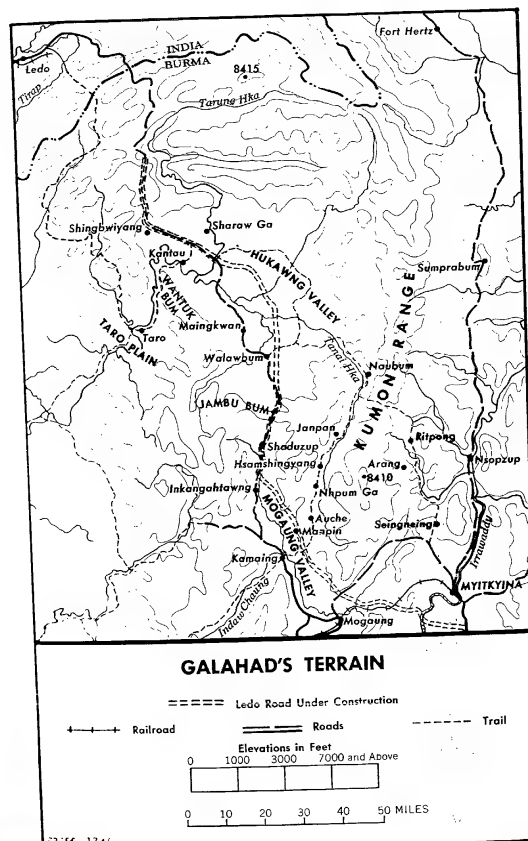 Fort Hertz
INDIA
BURMA
Ledo
8415
Tirap
Tarung Hka
Shingbwiyang
Sharaw Ga
Kantau
HUKAWNG VALLEY
Sumprabum
WANTUK BUM
TARO PLAIN
Taro
Maingkwan
Tanai Hka
KUMON RANGE
Walawbum
Naubum
JAMBU BUM
Janpan
Ritpong
Shaduzup
Hsamshingyang
Arang
8410
Nsopzup
Inkangahtawng
Nhpum Ga
MOGAUNG VALLEY
Auche
Seingneing
Manpin
Irrawaddy
Kamaing
Indaw Chaung
MYITKYINA
Mogaung
GALAHAD'S TERRAIN
Ledo Road Under Construction
Railroad
Roads
Trail
Elevations in Feet
0 1000 3000 7000 and Above
0 10 20 30 40 50 MILES